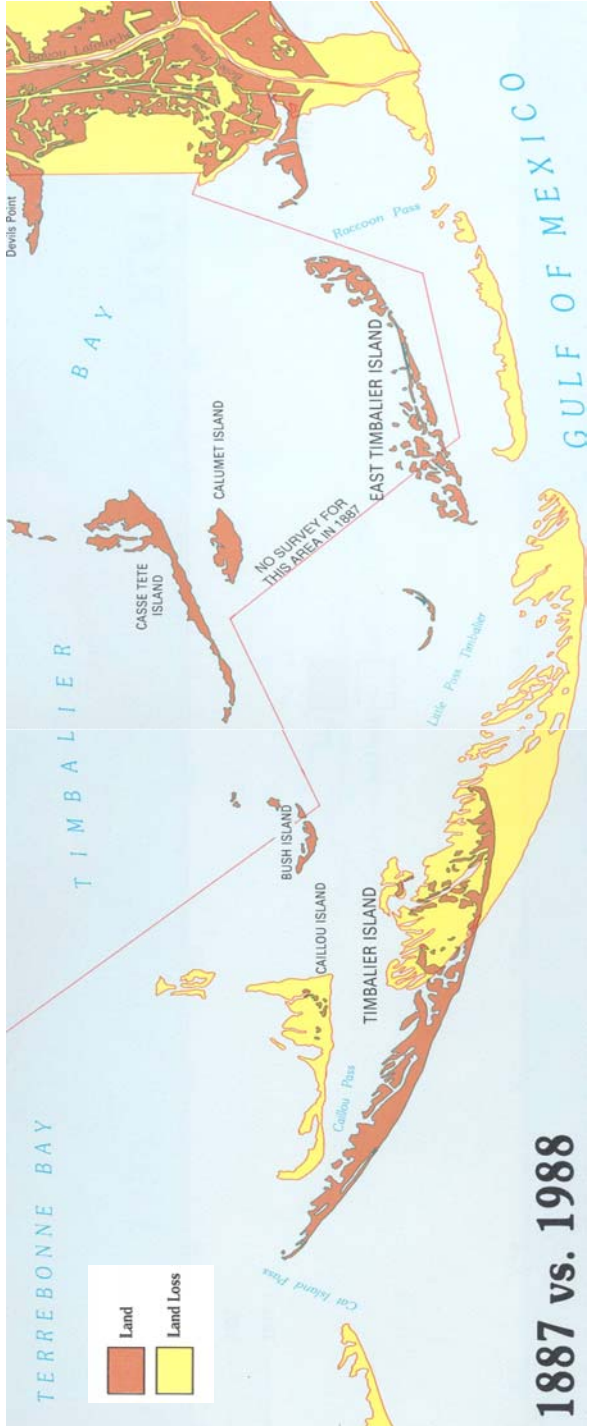 TERREBONNE BAY
TIMBALIER
BAY
Devils Point
Bayou Lafourche
Pass
CASSE TETE
ISLAND
CALUMET ISLAND
NO SURVEY FOR
THIS AREA IN 1887
Raccoon Pass
EAST TIMBALIER ISLAND
GULF OF MEXICO
BUSH ISLAND
CAILLOU ISLAND
TIMBALIER ISLAND
Little Pass Timbalier
Caillou Pass
Cat Island Pass
Land
Land Loss
1887 vs. 1988